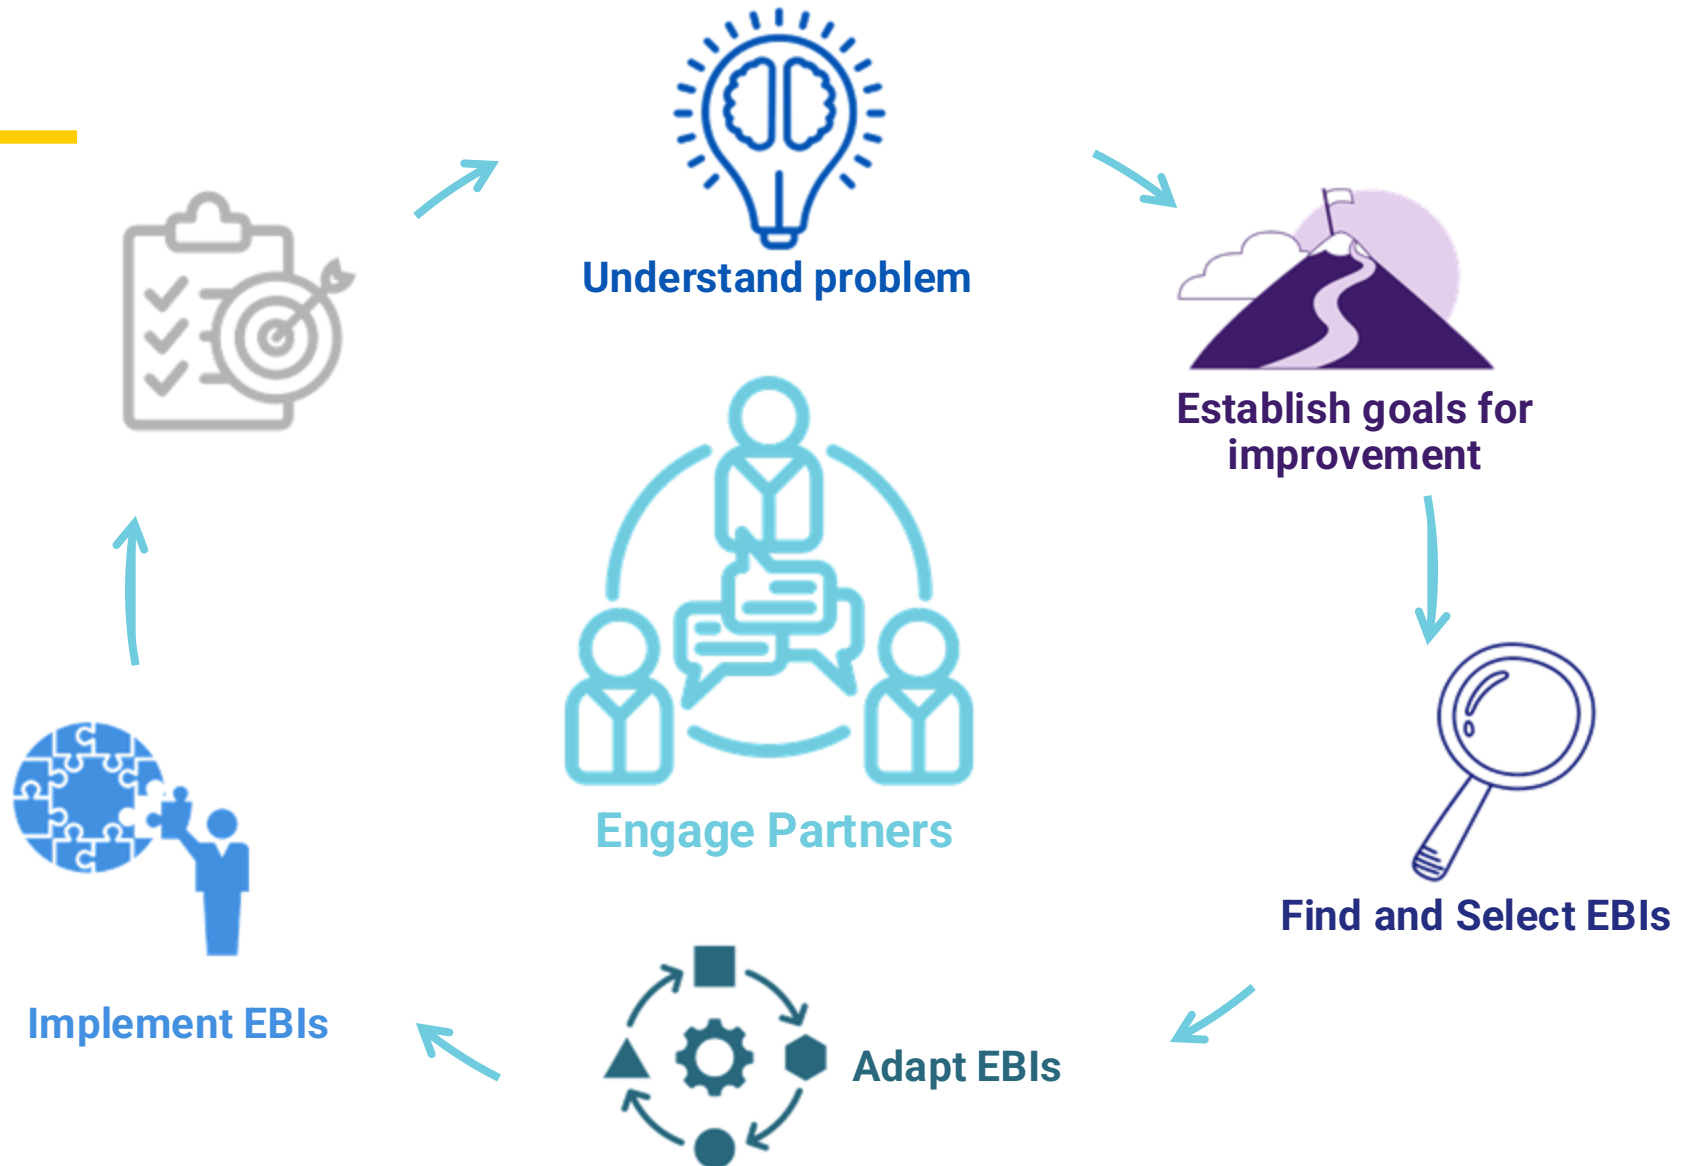 Understand problem
Establish goals for
improvement
Engage Partners
Find and Select EBIs
Implement EBIs
Adapt EBIs